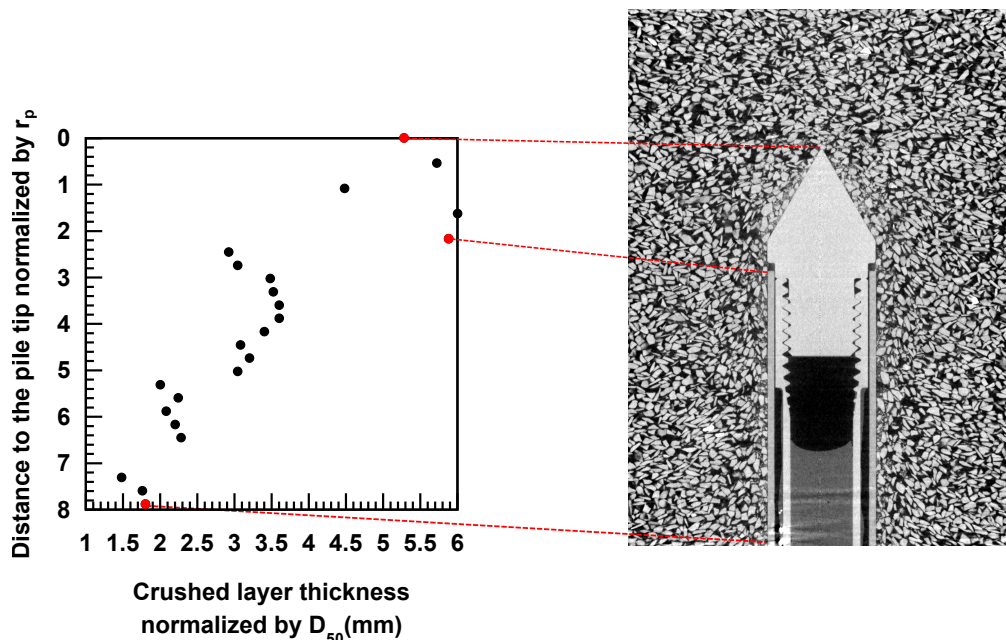 Distance to the pile tip normalized by r_p
0
1
2
3
4
5
6
7
8
1 1.5 2 2.5 3 3.5 4 4.5 5 5.5 6
Crushed layer thickness
normalized by D_50(mm)